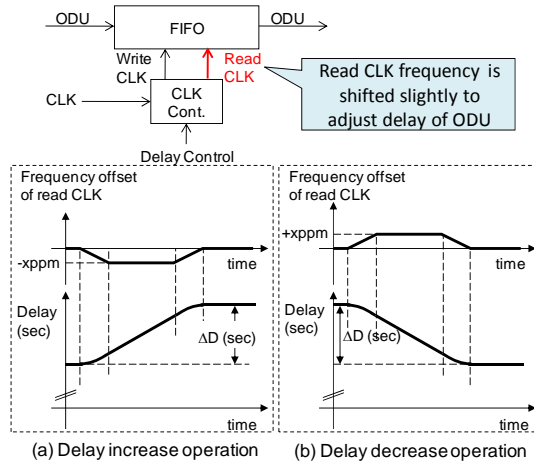 ODU
FIFO
ODU
Write
CLK
Read
CLK
CLK
CLK
Cont.
Delay Control
Read CLK frequency is
shifted slightly to
adjust delay of ODU
Frequency offset
of read CLK
-xppm
time
Delay
(sec)
ΔD (sec)
time
(a) Delay increase operation
Frequency offset
of read CLK
+xppm
time
Delay
(sec)
ΔD (sec)
time
(b) Delay decrease operation